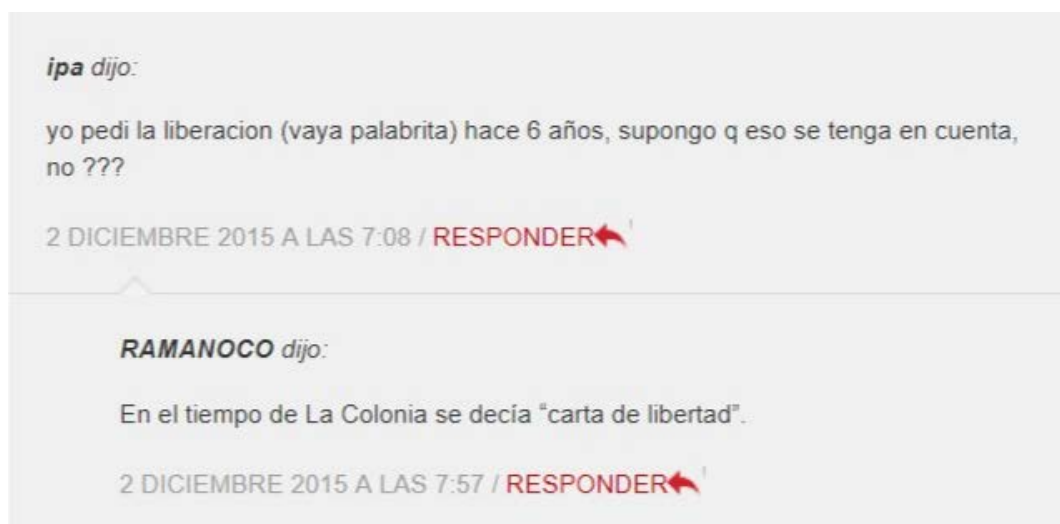 ipa dijo:
yo pedi la liberacion (vaya palabrita) hace 6 años, supongo q eso se tenga en cuenta,
no ???
2 DICIEMBRE 2015 A LAS 7:08 / RESPONDER
RAMANOCO dijo:
En el tiempo de La Colonia se decía “carta de libertad”.
2 DICIEMBRE 2015 A LAS 7:57 / RESPONDER